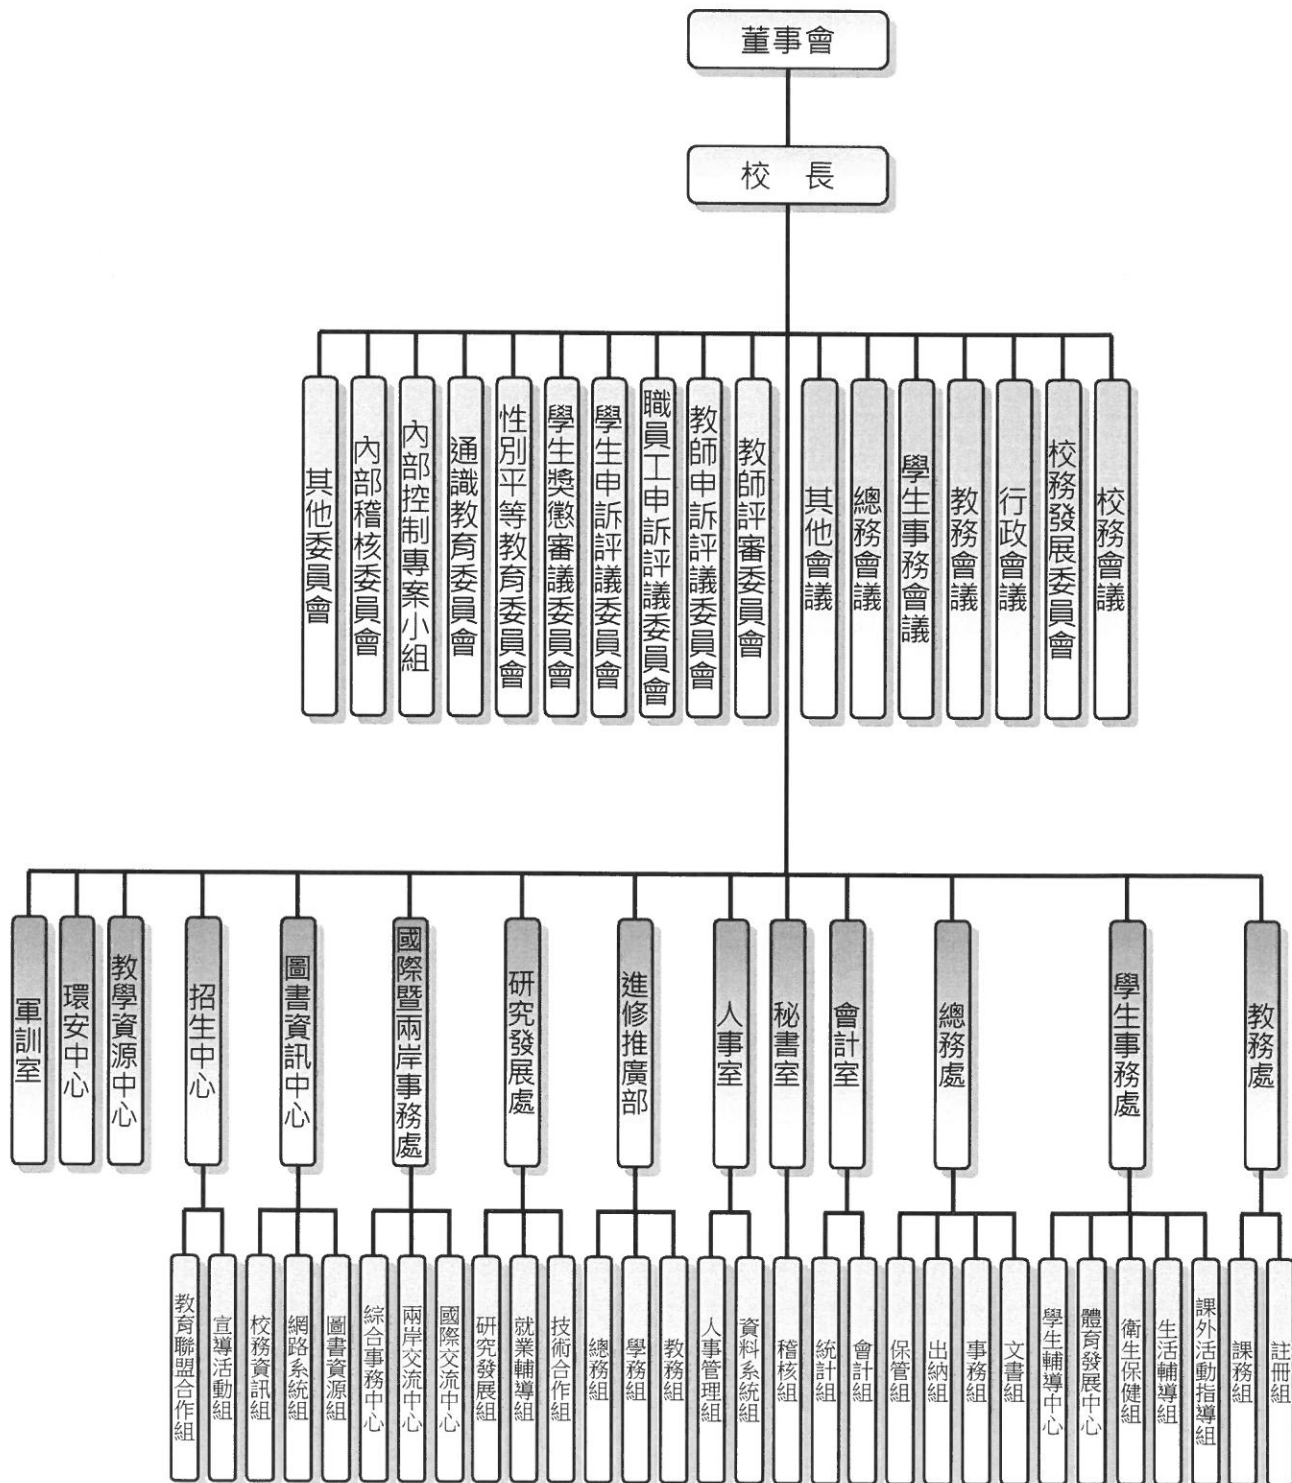 董事會
校 長
其他委員會
內部稽核委員會
內部控制專案小組
通識教育委員會
性別平等教育委員會
學生獎懲審議委員會
學生申訴評議委員會
職員工申訴評議委員會
教師申訴評議委員會
教師評審委員會
其他會議
總務會議
學生事務會議
教務會議
行政會議
校務發展委員會
校務會議
軍訓室
環安中心
教學資源中心
招生中心
圖書資訊中心
國際暨兩岸事務處
研究發展處
進修推廣部
人事室
秘書室
會計室
總務處
學生事務處
教務處
教育聯盟合作組
宣導活動組
校務資訊組
網路系統組
圖書資源組
綜合事務中心
兩岸交流中心
國際交流中心
研究發展組
就業輔導組
技術合作組
總務組
學務組
教務組
人事管理組
資料系統組
稽核組
統計組
會計組
保管組
出納組
事務組
文書組
學生輔導中心
體育發展中心
衛生保健組
生活輔導組
課外活動指導組
課務組
註冊組